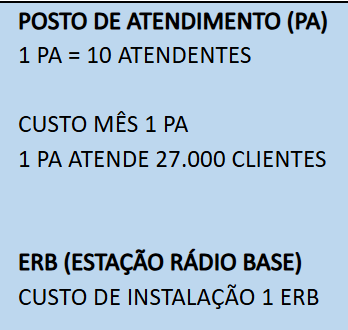 POSTO DE ATENDIMENTO (PA)
1 PA = 10 ATENDENTES
CUSTO MÊS 1 PA
1 PA ATENDE 27.000 CLIENTES
ERB (ESTAÇÃO RÁDIO BASE)
CUSTO DE INSTALAÇÃO 1 ERB